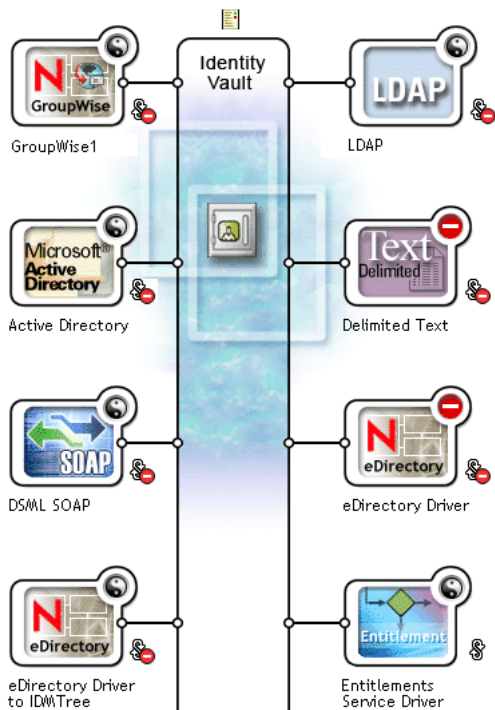 Identity
Vault
N
GroupWise
GroupWise1
LDAP
LDAP
Microsoft®
Active
Directory
Active Directory
Text
Delimited
Delimited Text
SOAP
DSML SOAP
N
eDirectory
eDirectory Driver
N
eDirectory
eDirectory Driver
to IDMTree
Entitlement
Entitlements
Service Driver